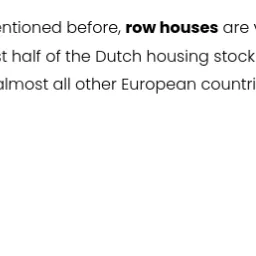 entioned before, row houses are
t half of the Dutch housing stock
almost all other European countri